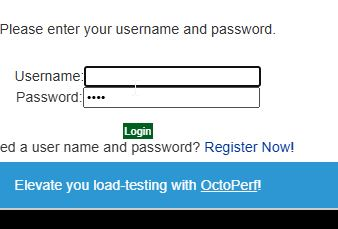 Please enter your username and password.
Username:
Password: ••••
Login
ed a user name and password? Register Now!
Elevate you load-testing with OctoPerf!